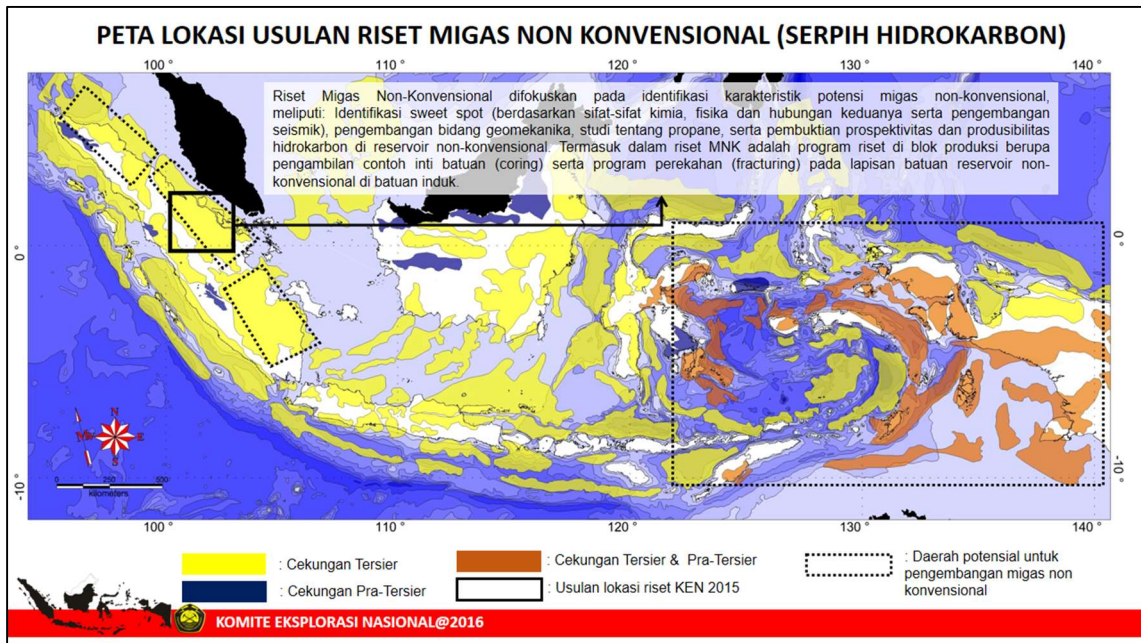 PETA LOKASI USULAN RISET MIGAS NON KONVENSIONAL (SERPIH HIDROKARBON)
100 ° 110 ° 120 ° 130 ° 140 °
Riset Migas Non-Konvensional difokuskan pada identifikasi karakteristik potensi migas non-konvensional,
meliputi: Identifikasi sweet spot (berdasarkan sifat-sifat kimia, fisika dan hubungan keduanya serta pengembangan
seismik), pengembangan bidang geomekanika, studi tentang propane, serta pembuktian prospektivitas dan produsibilitas
hidrokarbon di reservoir non-konvensional. Termasuk dalam riset MNK adalah program riset di blok produksi berupa
pengambilan contoh inti batuan (coring) serta program perekahan (fracturing) pada lapisan batuan reservoir non-
konvensional di batuan induk.
0 °
0 °
N
W E
S
0 250 500
kilometers
-10 °
-10 °
100 ° 110 ° 120 ° 130 ° 140 °
: Cekungan Tersier
: Cekungan Pra-Tersier
: Cekungan Tersier & Pra-Tersier
: Usulan lokasi riset KEN 2015
: Daerah potensial untuk
pengembangan migas non
konvensional
KOMITE EKSPLORASI NASIONAL@2016